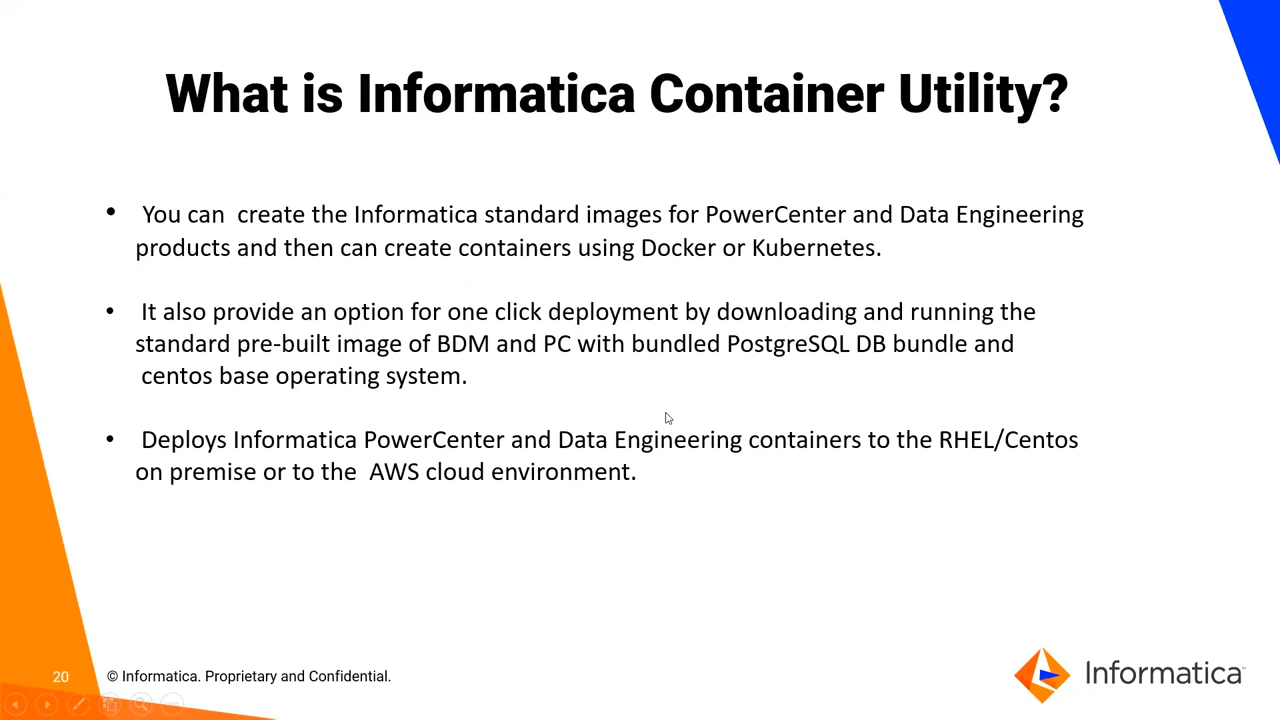 What is Informatica Container Utility?
• You can  create the Informatica standard images for PowerCenter and Data Engineering
products and then can create containers using Docker or Kubernetes.
• It also provide an option for one click deployment by downloading and running the
standard pre-built image of BDM and PC with bundled PostgreSQL DB bundle and
centos base operating system.
• Deploys Informatica PowerCenter and Data Engineering containers to the RHEL/Centos
on premise or to the  AWS cloud environment.
20 © Informatica. Proprietary and Confidential.
Informatica